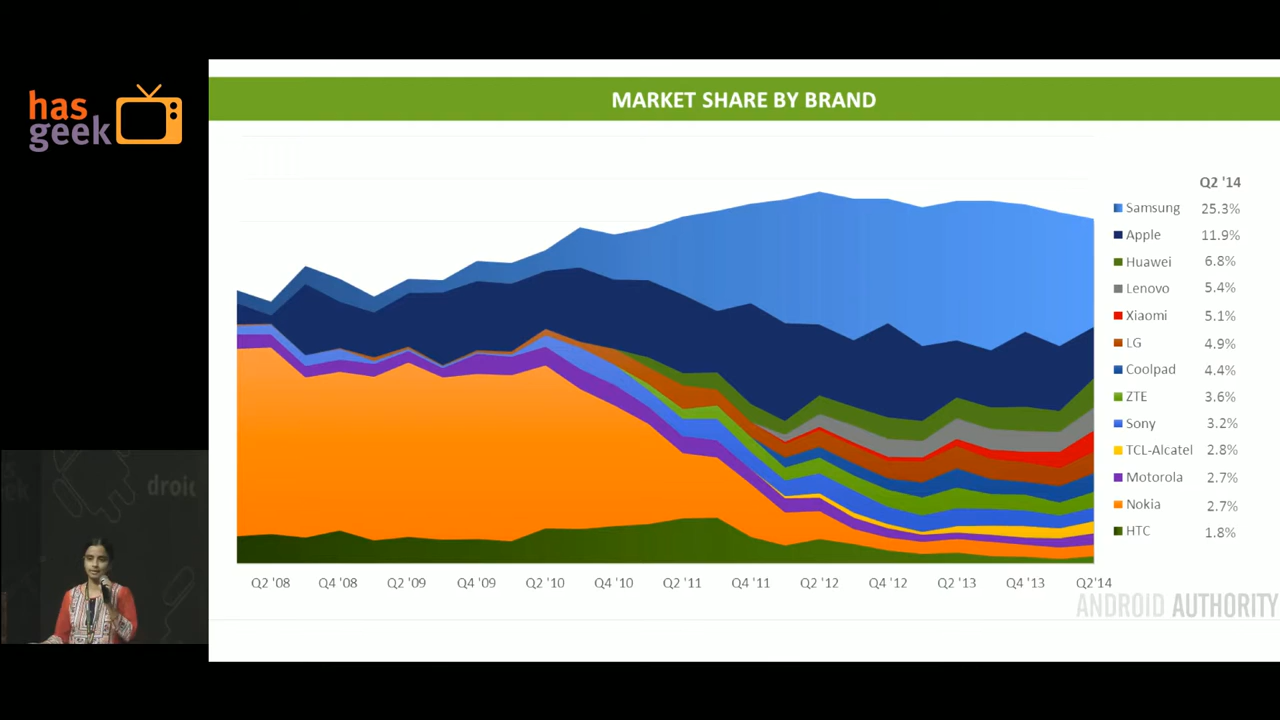 has
geek
MARKET SHARE BY BRAND
Q2 '14
Samsung 25.3%
Apple 11.9%
Huawei 6.8%
Lenovo 5.4%
Xiaomi 5.1%
LG 4.9%
Coolpad 4.4%
ZTE 3.6%
Sony 3.2%
TCL-Alcatel 2.8%
Motorola 2.7%
Nokia 2.7%
HTC 1.8%
Q2 '08 Q4 '08 Q2 '09 Q4 '09 Q2 '10 Q4 '10 Q2 '11 Q4 '11 Q2 '12 Q4 '12 Q2 '13 Q4 '13 Q2'14
ANDROID AUTHORITY
droid